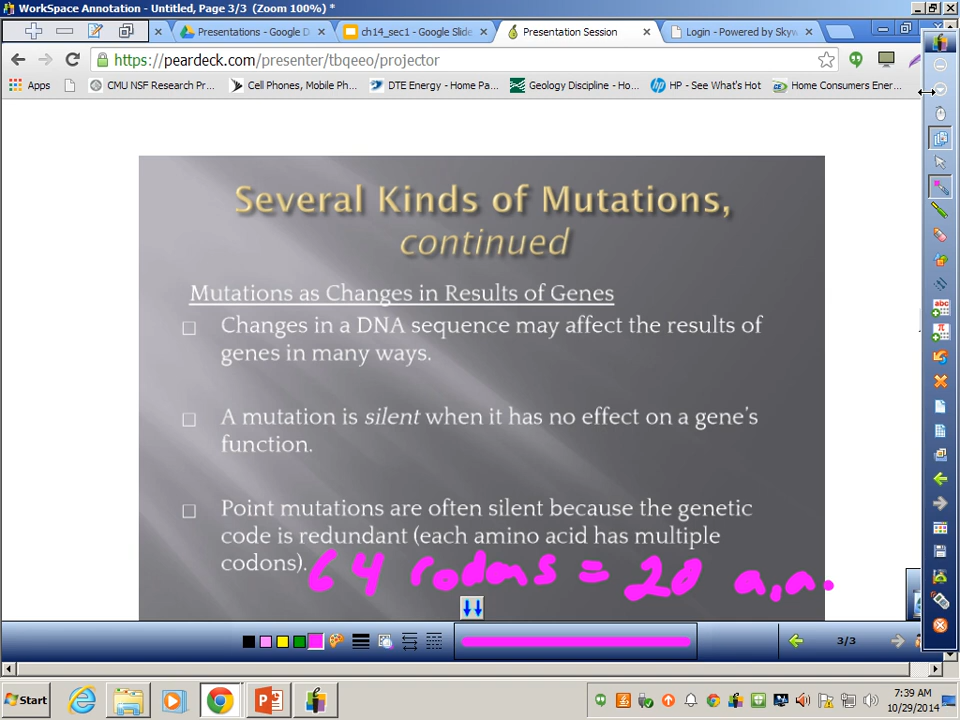 WorkSpace Annotation - Untitled, Page 3/3 (Zoom 100%) *
Presentations - Google D
ch14_sec1 - Google Slide
Presentation Session
Login - Powered by Skyw
https://peardeck.com/presenter/tbqeeo/projector
Apps
CMU NSF Research Pr...
Cell Phones, Mobile Ph...
DTE Energy - Home Pa...
Geology Discipline - Ho...
HP - See What's Hot
Home Consumers Ener...
Several Kinds of Mutations,
continued
Mutations as Changes in Results of Genes
Changes in a DNA sequence may affect the results of
genes in many ways.
A mutation is silent when it has no effect on a gene's
function.
Point mutations are often silent because the genetic
code is redundant (each amino acid has multiple
codons).
64 codons = 20 a.a.
abc
π
3/3
Start
7:39 AM
10/29/2014